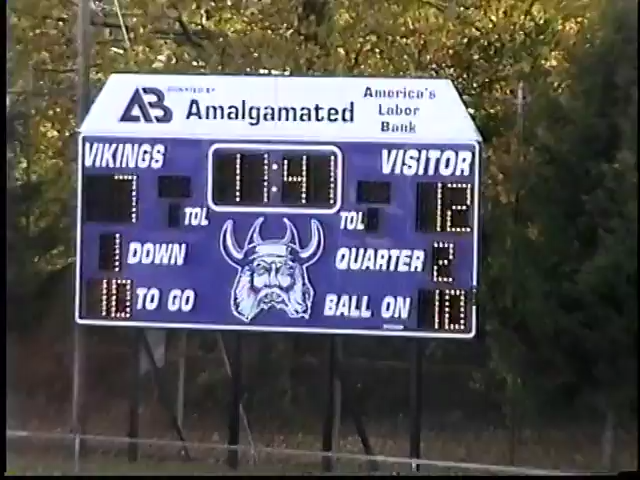 AB DONATED BY Amalgamated America's
Labor
Bank
VIKINGS 11:41 VISITOR
7 TOL TOL 12
1 DOWN QUARTER 2
10 TO GO BALL ON 10